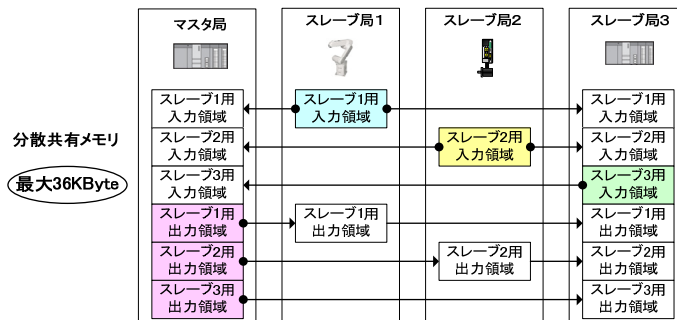 マスタ局
スレーブ局1
スレーブ局2
スレーブ局3
分散共有メモリ
最大36KByte
スレーブ1用
入力領域
スレーブ2用
入力領域
スレーブ3用
入力領域
スレーブ1用
出力領域
スレーブ2用
出力領域
スレーブ3用
出力領域
スレーブ1用
入力領域
スレーブ1用
出力領域
スレーブ2用
入力領域
スレーブ2用
出力領域
スレーブ1用
入力領域
スレーブ2用
入力領域
スレーブ3用
入力領域
スレーブ1用
出力領域
スレーブ2用
出力領域
スレーブ3用
出力領域